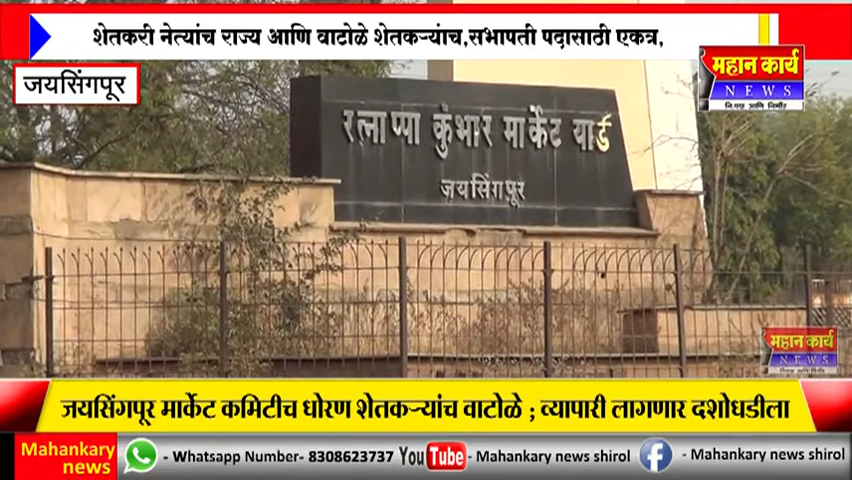 शेतकरी नेत्यांच राज्य आणि वाटोळे शेतकऱ्यांच,सभापती पदासाठी एकत्र,
महान कार्य
NEWS
जयसिंगपूर
रत्नाप्पा कुंभार मार्केट यार्ड
जयसिंगपूर
महान कार्य
NEWS
जयसिंगपूर मार्केट कमिटीच धोरण शेतकऱ्यांच वाटोळे ; व्यापारी लागणार दशोधडीला
Mahankary news
- Whatsapp Number- 8308623737 YouTube - Mahankary news shirol f - Mahankary news shirol